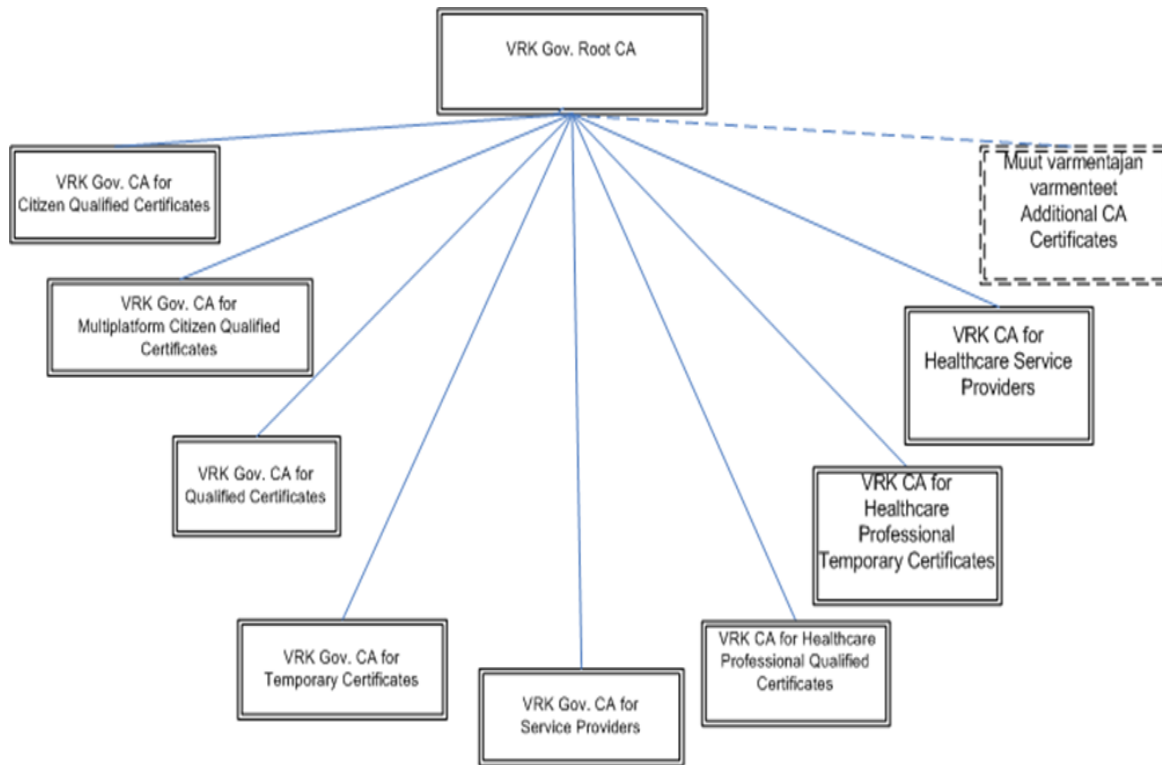 VRK Gov. Root CA
VRK Gov. CA for
Citizen Qualified Certificates
Muut varmentajan
varmenteet
Additional CA
Certificates
VRK Gov. CA for
Multiplatform Citizen Qualified
Certificates
VRK CA for
Healthcare Service
Providers
VRK Gov. CA for
Qualified Certificates
VRK CA for
Healthcare
Professional
Temporary Certificates
VRK Gov. CA for
Temporary Certificates
VRK CA for Healthcare
Professional Qualified
Certificates
VRK Gov. CA for
Service Providers